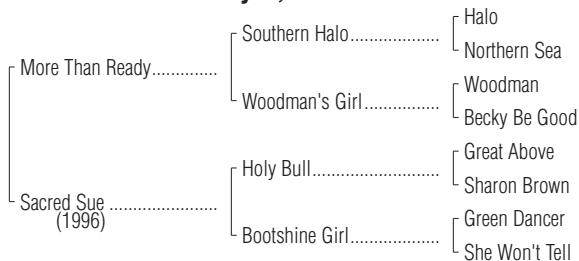 Halo
Southern Halo
Northern Sea
More Than Ready
Woodman
Woodman's Girl
Becky Be Good
Great Above
Holy Bull
Sharon Brown
Sacred Sue
(1996)
Green Dancer
Bootshine Girl
She Won't Tell